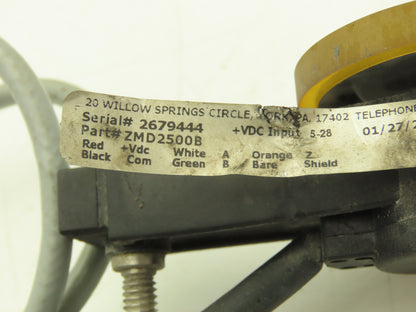 20 WILLOW SPRINGS CIRCLE, YORK PA. 17402 TELEPHONE
Serial# 2679444 +VDC Input 5-28 01/27/2
Part# ZMD2500B
Red +Vdc White A Orange Z
Black Com Green B Bare Shield